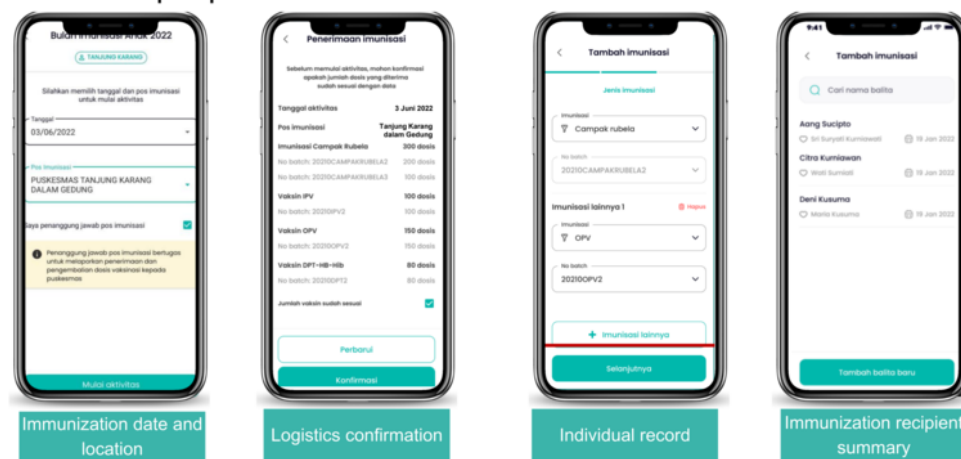 Bulan Imunisasi Anak 2022
TANJUNG KARANG
Silahkan memilih tanggal dan pos imunisasi
untuk mulai aktivitas
Tanggal
03/06/2022
Pos Imunisasi
PUSKESMAS TANJUNG KARANG
DALAM GEDUNG
Saya penanggung jawab pos imunisasi
Penanggung jawab pos imunisasi bertugas
untuk melaporkan penerimaan dan
pengembalian dosis vaksinasi kepada
puskesmas
Mulai aktivitas
Immunization date and
location
Penerimaan imunisasi
Sebelum memulai aktivitas, mohon konfirmasi
apakah jumlah dosis yang diterima
sudah sesuai dengan data
Tanggal aktivitas 3 Juni 2022
Pos imunisasi Tanjung Karang
dalam Gedung
Imunisasi Campak Rubela 300 dosis
No batch: 20210CAMPAKRUBELA2 200 dosis
No batch: 20210CAMPAKRUBELA3 100 dosis
Vaksin IPV 100 dosis
No batch: 20210IPV2 100 dosis
Vaksin OPV 150 dosis
No batch: 20210OPV2 150 dosis
Vaksin DPT-HB-Hib 80 dosis
No batch: 20210DPT2 80 dosis
Jumlah vaksin sudah sesuai
Perbarui
Konfirmasi
Logistics confirmation
Tambah imunisasi
Jenis imunisasi
Imunisasi
Campak rubela
No batch
20210CAMPAKRUBELA2
Imunisasi lainnya 1 Hapus
Imunisasi
OPV
No batch
20210OPV2
+ Imunisasi lainnya
Selanjutnya
Individual record
9:41
Tambah imunisasi
Cari nama balita
Aang Sucipto
Sri Suryati Kurniawati 19 Jan 2022
Citra Kurniawan
Wati Sumiati 19 Jan 2022
Deni Kusuma
Maria Kusuma 19 Jan 2022
Tambah balita baru
Immunization recipient
summary